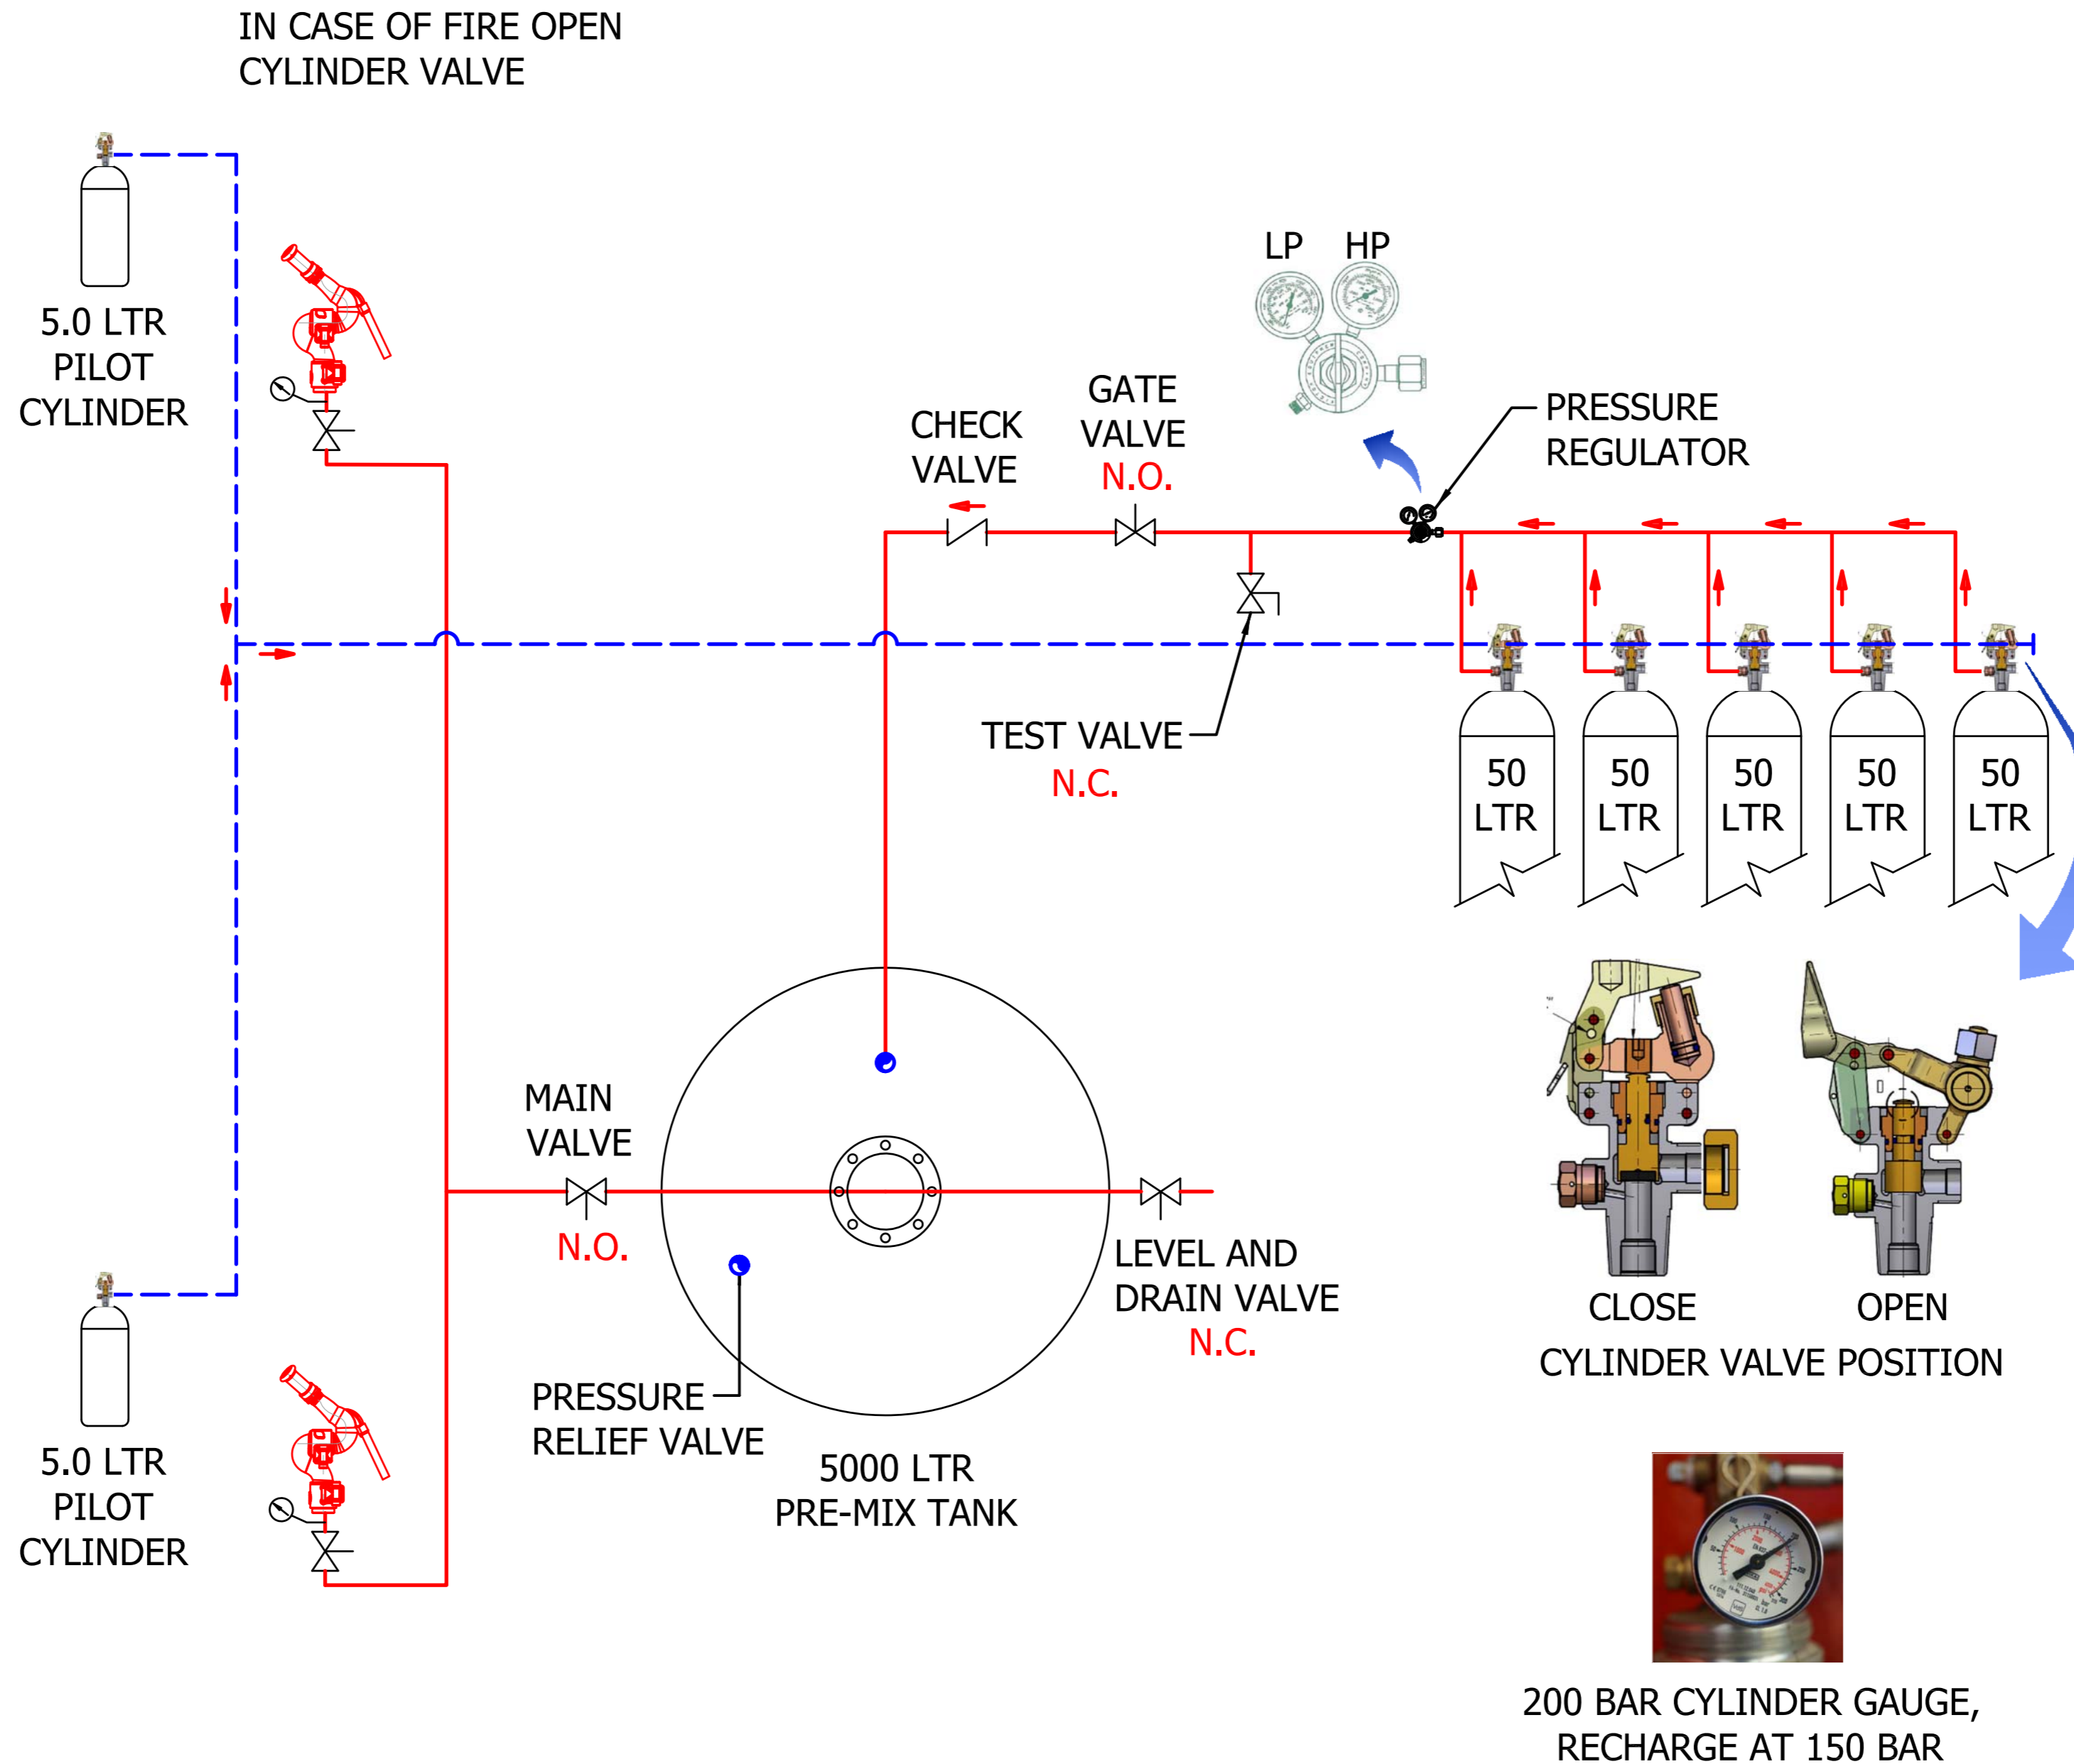 IN CASE OF FIRE OPEN
CYLINDER VALVE
5.0 LTR
PILOT
CYLINDER
LP HP
GATE
VALVE
N.O.
CHECK
VALVE
PRESSURE
REGULATOR
TEST VALVE
N.C.
50
LTR
50
LTR
50
LTR
50
LTR
50
LTR
MAIN
VALVE
N.O.
LEVEL AND
DRAIN VALVE
N.C.
CLOSE
OPEN
CYLINDER VALVE POSITION
PRESSURE
RELIEF VALVE
5000 LTR
PRE-MIX TANK
5.0 LTR
PILOT
CYLINDER
200 BAR CYLINDER GAUGE,
RECHARGE AT 150 BAR